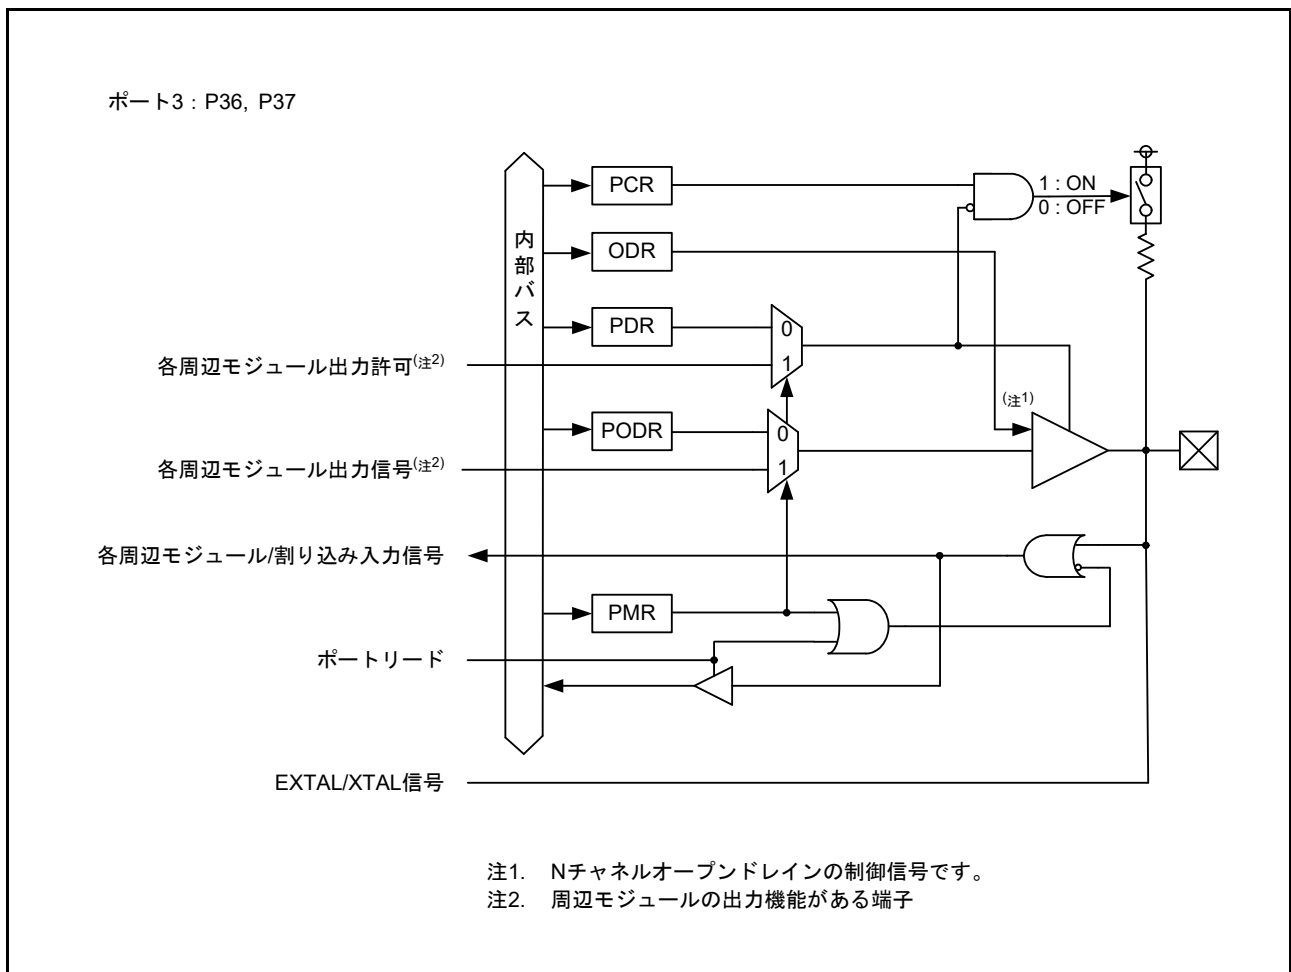 ポート3：P36, P37
PCR
1 : ON
0 : OFF
ODR
内部バス
PDR
0
1
各周辺モジュール出力許可(注2)
(注1)
PODR
0
1
各周辺モジュール出力信号(注2)
各周辺モジュール/割り込み入力信号
PMR
ポートリード
EXTAL/XTAL信号
注1. Nチャネルオープンドレインの制御信号です。
注2. 周辺モジュールの出力機能がある端子